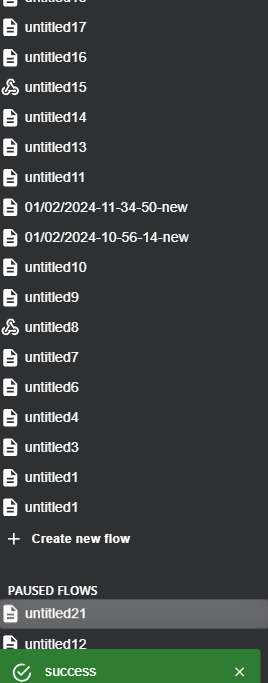 untitled17
untitled16
untitled15
untitled14
untitled13
untitled11
01/02/2024-11-34-50-new
01/02/2024-10-56-14-new
untitled10
untitled9
untitled8
untitled7
untitled6
untitled4
untitled3
untitled1
untitled1
Create new flow
PAUSED FLOWS
untitled21
untitled12
success